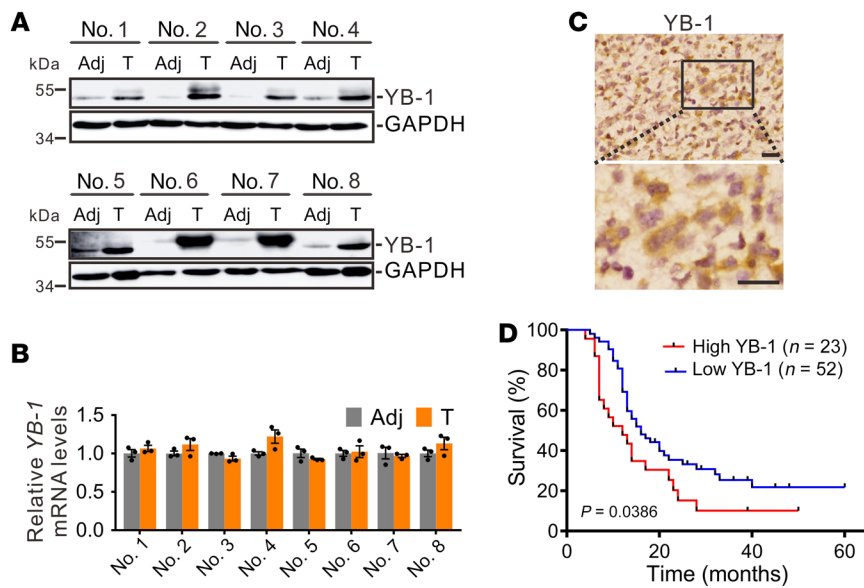 A
No. 1 No. 2 No. 3 No. 4
kDa Adj T Adj T Adj T Adj T
55
-YB-1
-GAPDH
34
No. 5 No. 6 No. 7 No. 8
kDa Adj T Adj T Adj T Adj T
55
-YB-1
-GAPDH
34
B
Relative YB-1
mRNA levels
1.5
1.0
0.5
0.0
Adj T
No. 1 No. 2 No. 3 No. 4 No. 5 No. 6 No. 7 No. 8
C
YB-1
D
Survival (%)
100
80
60
40
20
0
High YB-1 (n = 23)
Low YB-1 (n = 52)
P = 0.0386
0 20 40 60
Time (months)